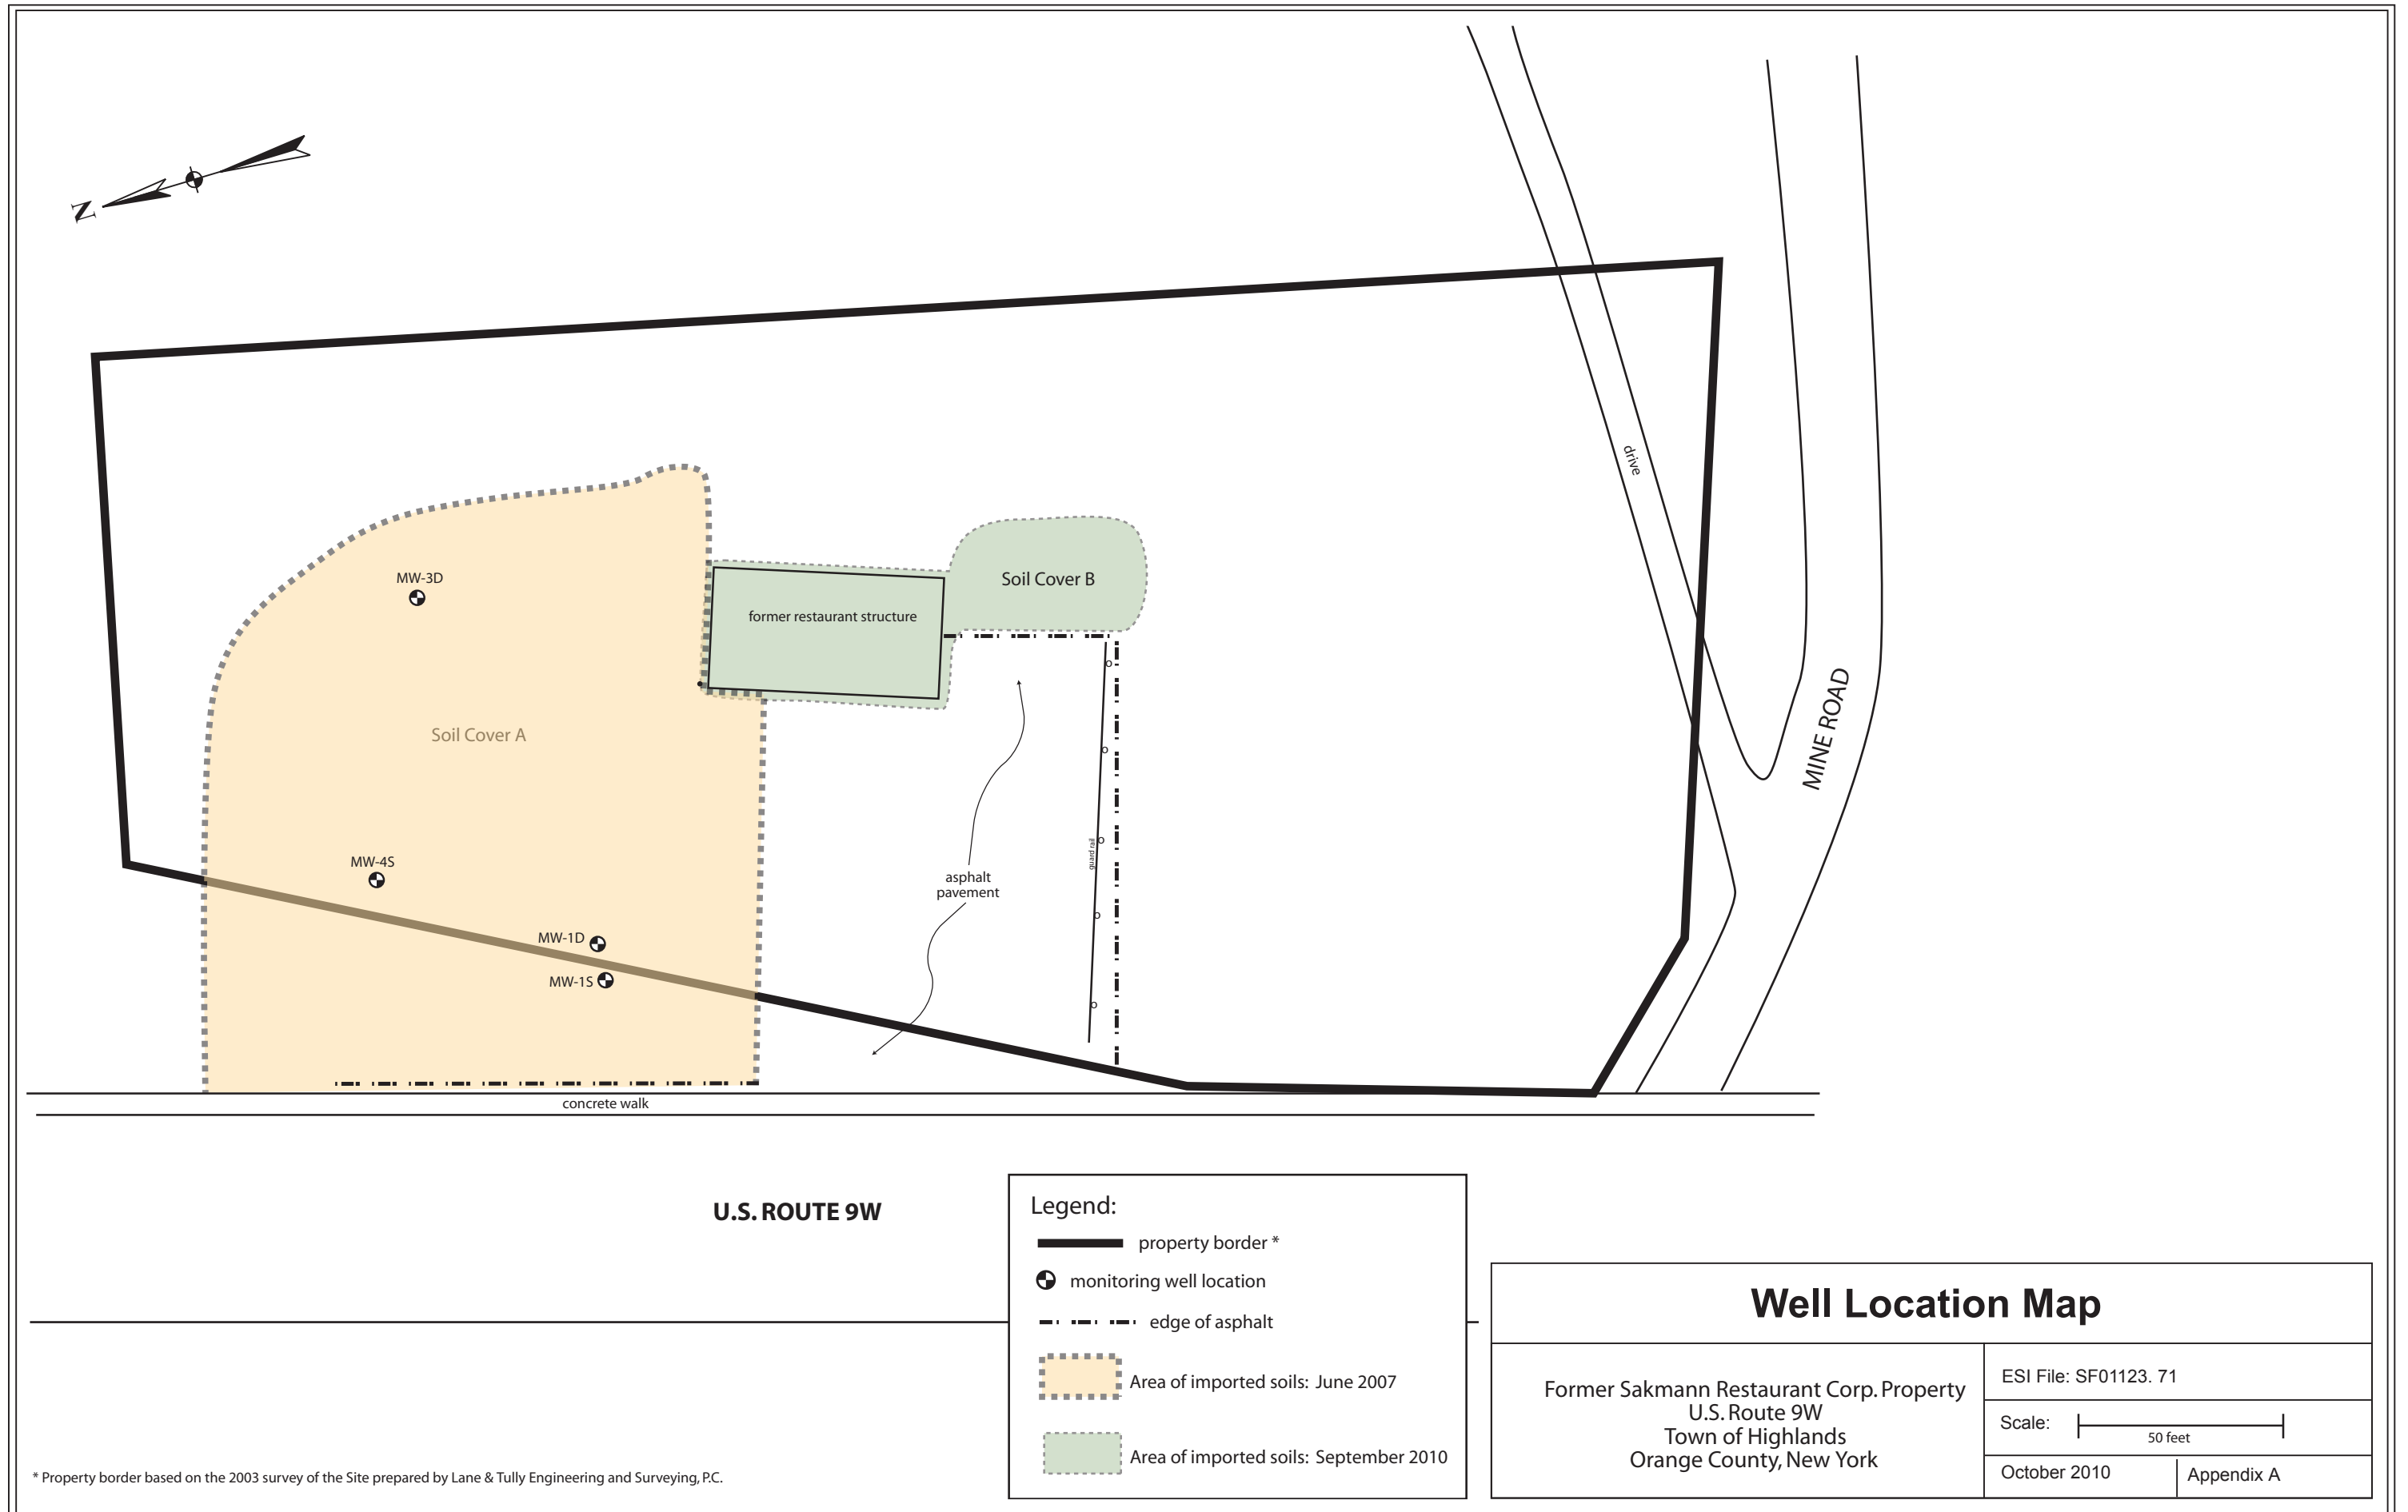 N
drive
MW-3D
Soil Cover B
former restaurant structure
Soil Cover A
MINE ROAD
MW-4S
guard rail
asphalt
pavement
MW-1D
MW-1S
concrete walk
U.S. ROUTE 9W
Legend:
property border *
monitoring well location
edge of asphalt
Area of imported soils: June 2007
Area of imported soils: September 2010
Well Location Map
Former Sakmann Restaurant Corp. Property
U.S. Route 9W
Town of Highlands
Orange County, New York
ESI File: SF01123. 71
Scale:
50 feet
October 2010
Appendix A
* Property border based on the 2003 survey of the Site prepared by Lane & Tully Engineering and Surveying, P.C.